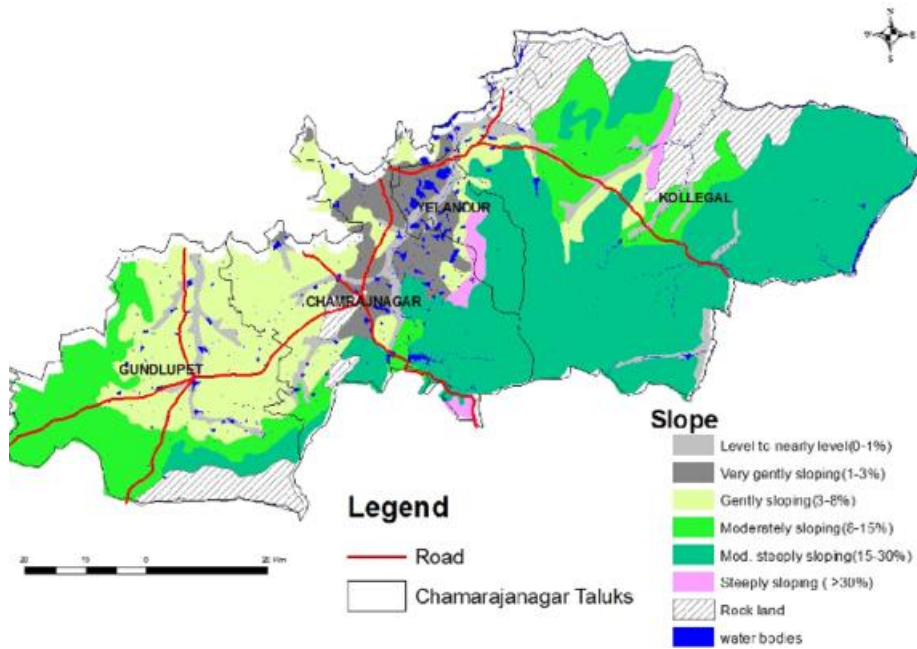 N
W
E
S
YELANDUR
KOLLEGAL
CHAMRAJNAGAR
GUNDLUPET
Slope
Level to nearly level(0-1%)
Very gently sloping(1-3%)
Gently sloping(3-8%)
Moderately sloping(8-15%)
Mod. steeply sloping(15-30%)
Steeply sloping ( >30%)
Rock land
water bodies
Legend
Road
Chamarajanagar Taluks
20 10 0 20 Km